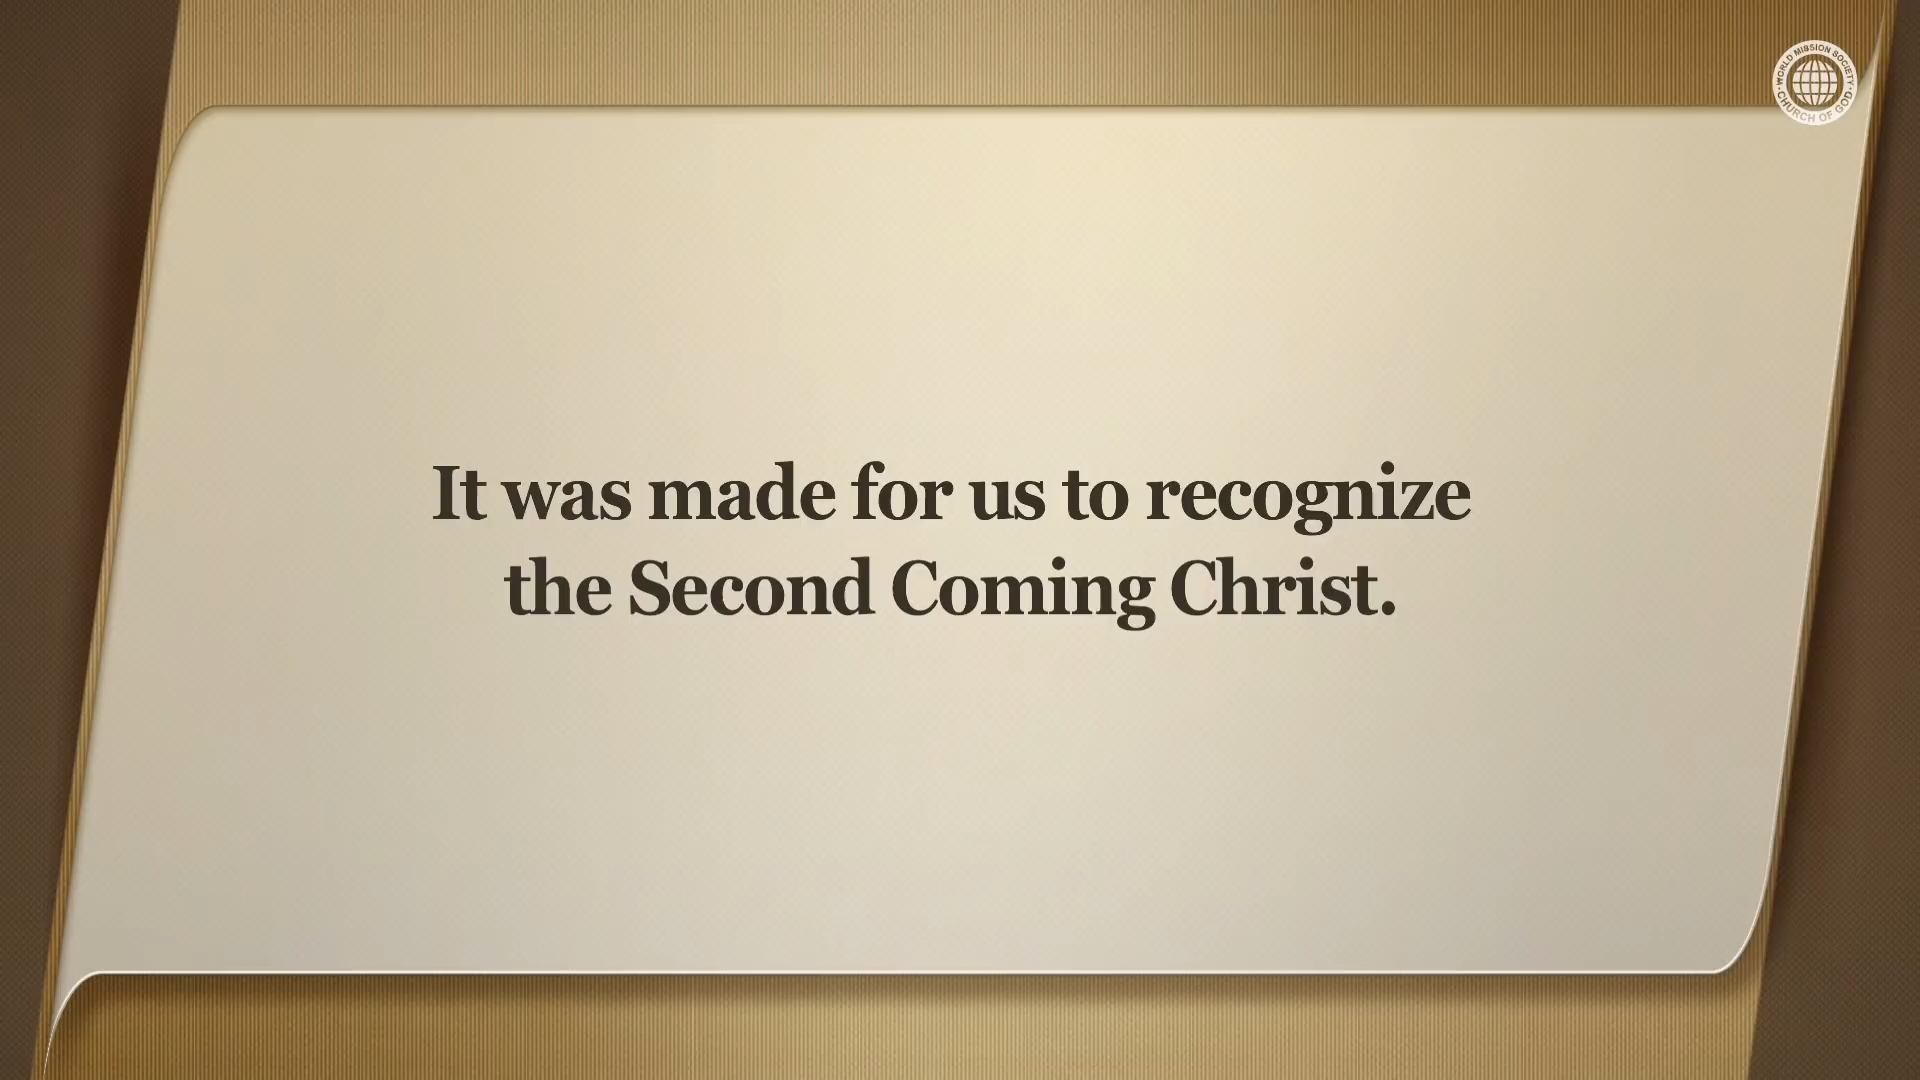 WORLD MISSION SOCIETY
CHURCH OF GOD
It was made for us to recognize
the Second Coming Christ.